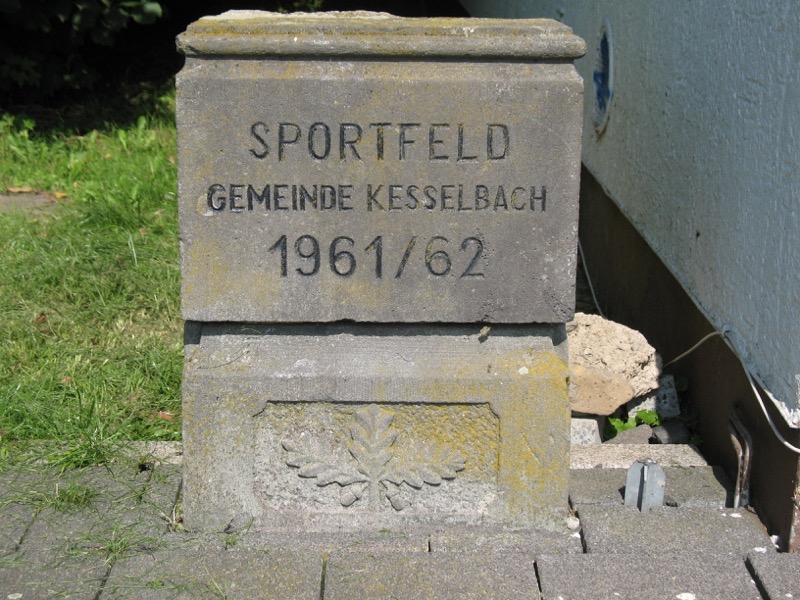 SPORTFELD
GEMEINDE KESSELBACH
1961/62